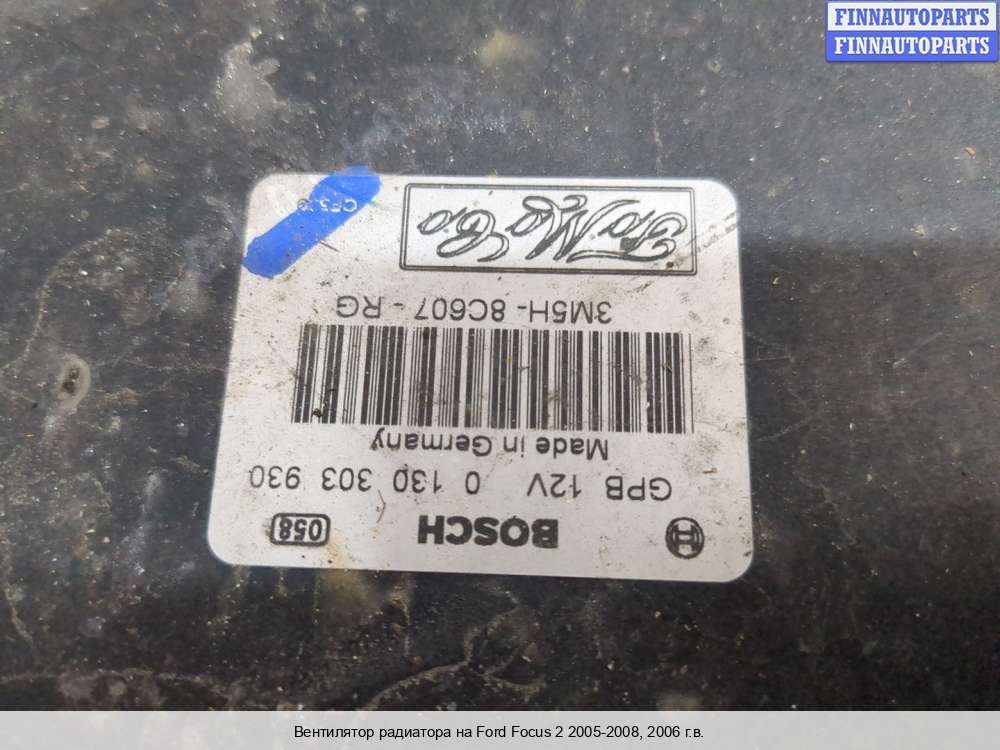 FINNAUTOPARTS
FINNAUTOPARTS
BOSCH
058
GPB 12V 0 130 303 930
Made in Germany
3M5H - 8C607 - RG
FoMoCo
Вентилятор радиатора на Ford Focus 2 2005-2008, 2006 г.в.